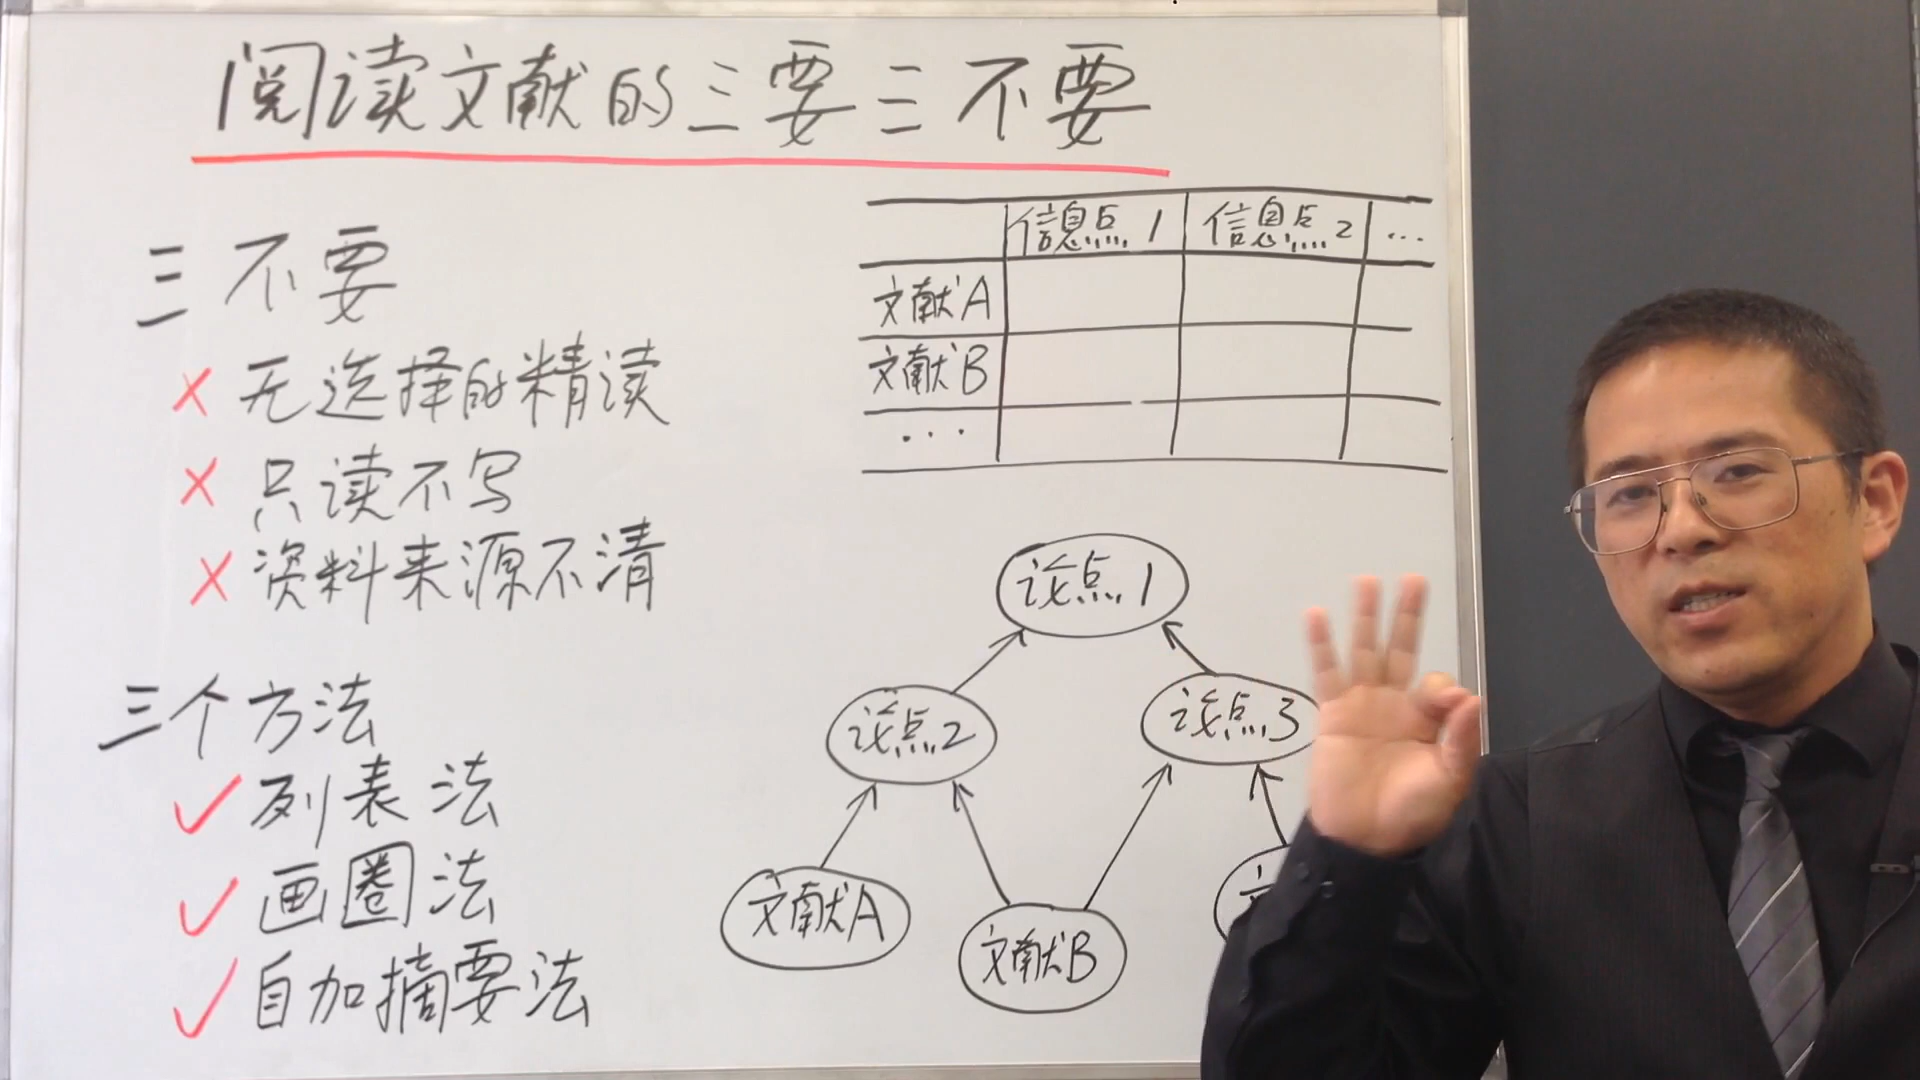 阅读文献的三要三不要
三不要
× 无选择的精读
× 只读不写
× 资料来源不清
三个方法
✓ 列表法
✓ 画圈法
✓ 自加摘要法
信息点1 信息点2 ...
文献A
文献B
...
论点1
论点2 论点3
文献A 文献B